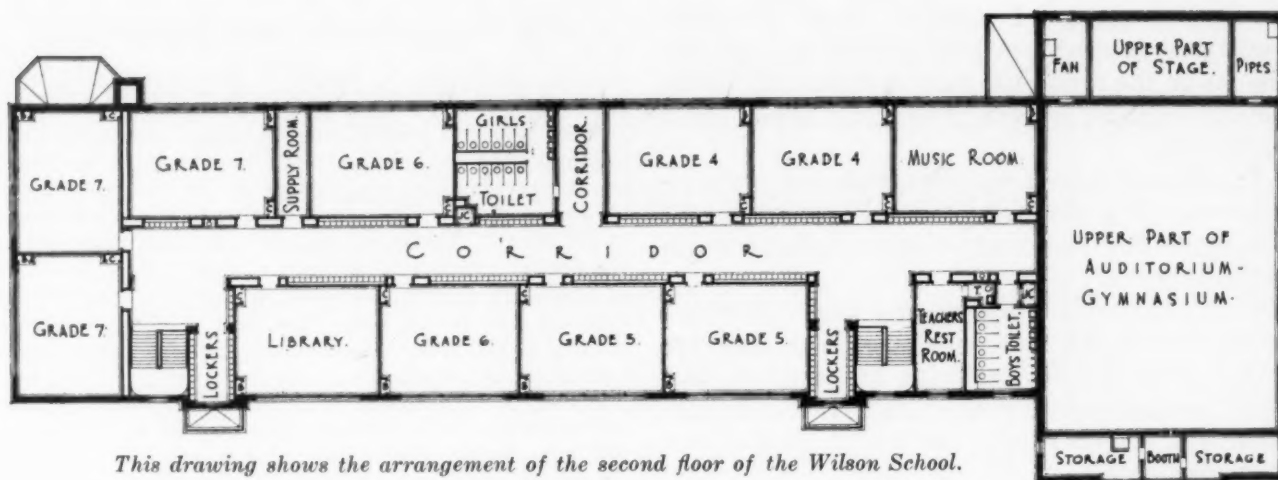 FAN
UPPER PART
OF STAGE.
PIPES
GRADE 7.
GRADE 7.
SUPPLY ROOM.
GRADE 6.
GIRLS
TOILET
CORRIDOR.
GRADE 4
GRADE 4
MUSIC ROOM
CORRIDOR
UPPER PART OF
AUDITORIUM-
GYMNASIUM.
GRADE 7.
LOCKERS
LIBRARY.
GRADE 6.
GRADE 5.
GRADE 5.
LOCKERS
TEACHERS
REST
ROOM.
BOYS TOILET.
STORAGE
BOOTH
STORAGE
This drawing shows the arrangement of the second floor of the Wilson School.